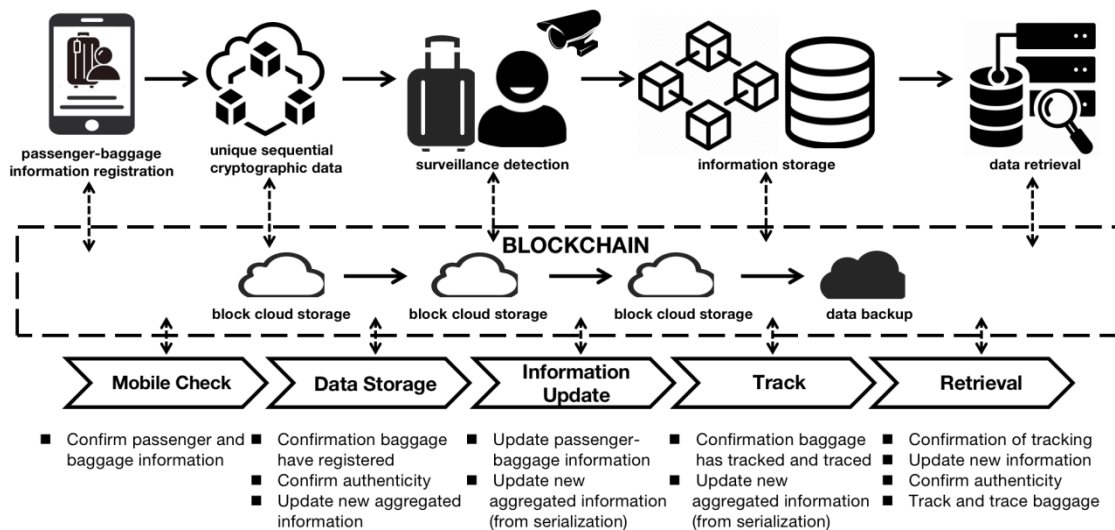 passenger-baggage
information registration
unique sequential
cryptographic data
surveillance detection
information storage
data retrieval
BLOCKCHAIN
block cloud storage
block cloud storage
block cloud storage
data backup
Mobile Check
Data Storage
Information
Update
Track
Retrieval
■ Confirm passenger and
baggage information
■ Confirmation baggage
have registered
■ Confirm authenticity
■ Update new aggregated
information
■ Update passenger-
baggage information
■ Update new
aggregated information
(from serialization)
■ Confirmation baggage
has tracked and traced
■ Update new
aggregated information
(from serialization)
■ Confirmation of tracking
■ Update new information
■ Confirm authenticity
■ Track and trace baggage